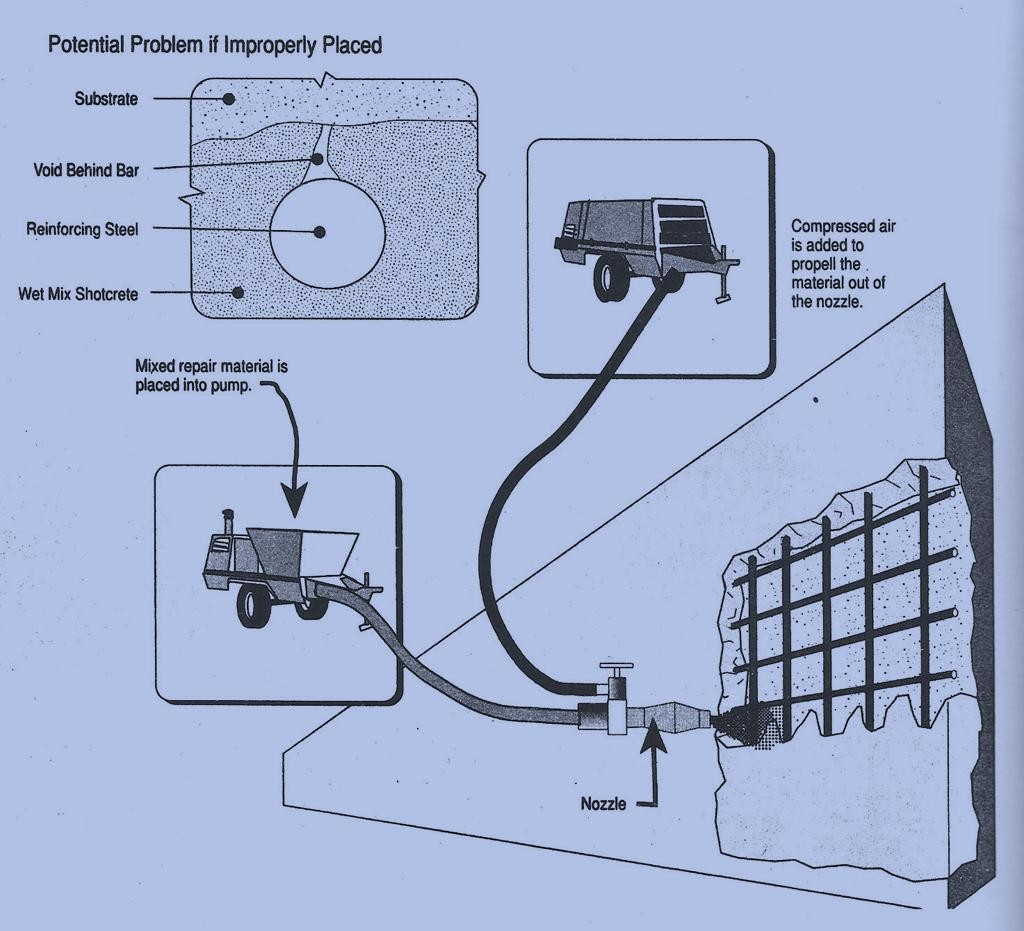 Potential Problem if Improperly Placed
Substrate
Void Behind Bar
Reinforcing Steel
Wet Mix Shotcrete
Compressed air
is added to
propell the
material out of
the nozzle.
Mixed repair material is
placed into pump.
Nozzle